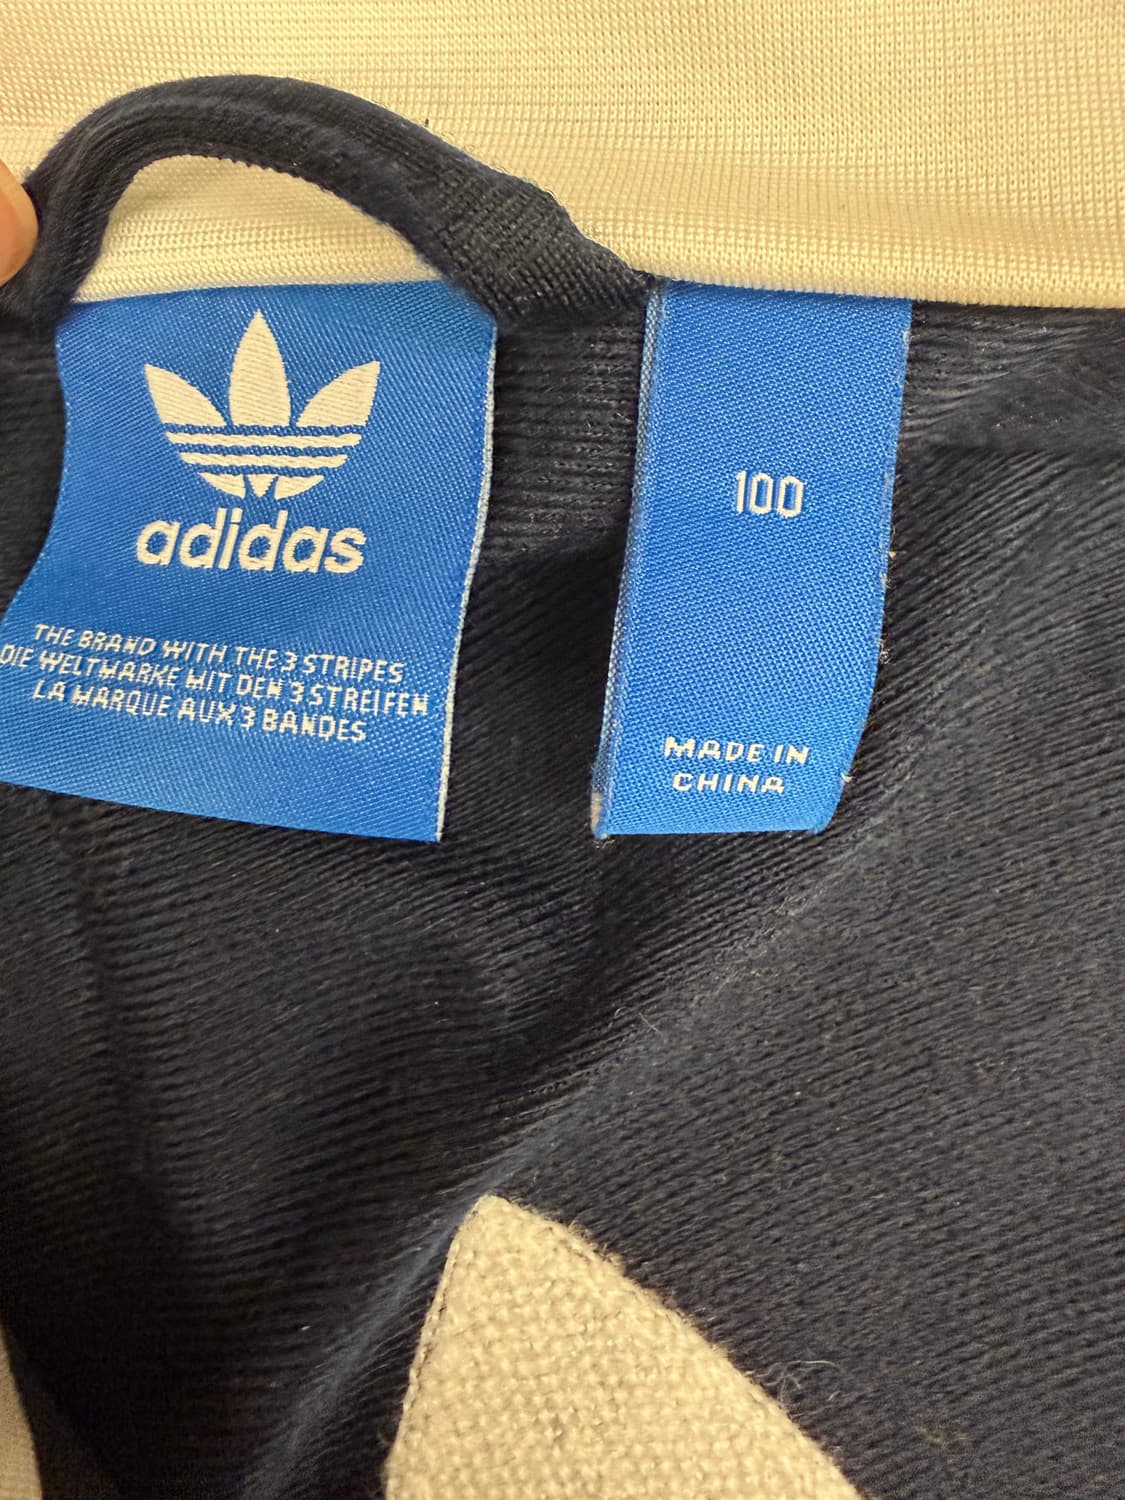 adidas
THE BRAND WITH THE 3 STRIPES
DIE WELTMARKE MIT DEN 3 STREIFEN
LA MARQUE AUX 3 BANDES
100
MADE IN
CHINA